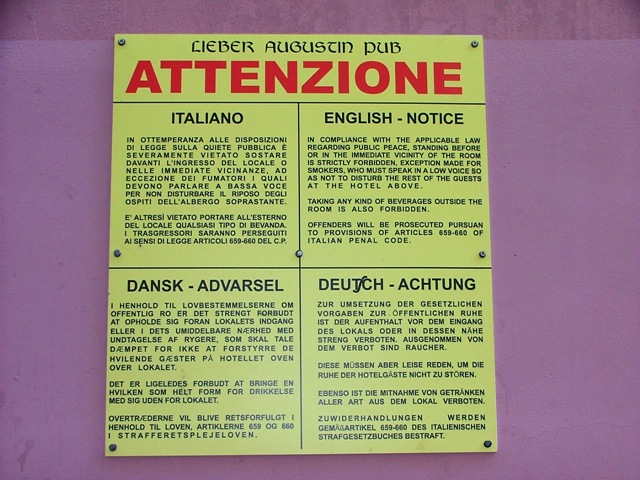 LIEBER AUGUSTIN PUB
ATTENZIONE
ITALIANO
IN OTTEMPERANZA ALLE DISPOSIZIONI
DI LEGGE SULLA QUIETE PUBBLICA È
SEVERAMENTE VIETATO SOSTARE
DAVANTI L'INGRESSO DEL LOCALE O
NELLE IMMEDIATE VICINANZE, AD
ECCEZIONE DEI FUMATORI I QUALI
DEVONO PARLARE A BASSA VOCE
PER NON DISTURBARE IL RIPOSO DEGLI
OSPITI DELL'ALBERGO SOPRASTANTE.
E' ALTRESÌ VIETATO PORTARE ALL'ESTERNO
DEL LOCALE QUALSIASI TIPO DI BEVANDA.
I TRASGRESSORI SARANNO PERSEGUITI
AI SENSI DI LEGGE ARTICOLI 659-660 DEL C.P.
ENGLISH - NOTICE
IN COMPLIANCE WITH THE APPLICABLE LAW
REGARDING PUBLIC PEACE, STANDING BEFORE
OR IN THE IMMEDIATE VICINITY OF THE ROOM
IS STRICTLY FORBIDDEN, EXCEPTION MADE FOR
SMOKERS, WHO MUST SPEAK IN A LOW VOICE SO
AS NOT TO DISTURB THE REST OF THE GUESTS
AT THE HOTEL ABOVE.
TAKING ANY KIND OF BEVERAGES OUTSIDE THE
ROOM IS ALSO FORBIDDEN.
OFFENDERS WILL BE PROSECUTED PURSUAN
TO PROVISIONS OF ARTICLES 659-660 OF
ITALIAN PENAL CODE.
DANSK - ADVARSEL
I HENHOLD TIL LOVBESTEMMELSERNE OM
OFFENTLIG RO ER DET STRENGT FORBUDT
AT OPHOLDE SIG FORAN LOKALETS INDGANG
ELLER I DETS UMIDDELBARE NÆRHED MED
UNDTAGELSE AF RYGERE, SOM SKAL TALE
DÆMPET FOR IKKE AT FORSTYRRE DE
HVILENDE GÆSTER PÅ HOTELLET OVEN
OVER LOKALET.
DET ER LIGELEDES FORBUDT AT BRINGE EN
HVILKEN SOM HELT FORM FOR DRIKKELSE
MED SIG UDEN FOR LOKALET.
OVERTRÆDERNE VIL BLIVE RETSFORFULGT I
HENHOLD TIL LOVEN, ARTIKLERNE 659 OG 660
I STRAFFERETSPLEJELOVEN.
DEUTSCH - ACHTUNG
ZUR UMSETZUNG DER GESETZLICHEN
VORGABEN ZUR ÖFFENTLICHEN RUHE
IST DER AUFENTHALT VOR DEM EINGANG
DES LOKALS ODER IN DESSEN NÄHE
STRENG VERBOTEN. AUSGENOMMEN VON
DEM VERBOT SIND RAUCHER.
DIESE MÜSSEN ABER LEISE REDEN, UM DIE
RUHE DER HOTELGÄSTE NICHT ZU STÖREN.
EBENSO IST DIE MITNAHME VON GETRÄNKEN
ALLER ART AUS DEM LOKAL VERBOTEN.
ZUWIDERHANDLUNGEN WERDEN
GEMÄßARTIKEL 659-660 DES ITALIENISCHEN
STRAFGESETZBUCHES BESTRAFT.